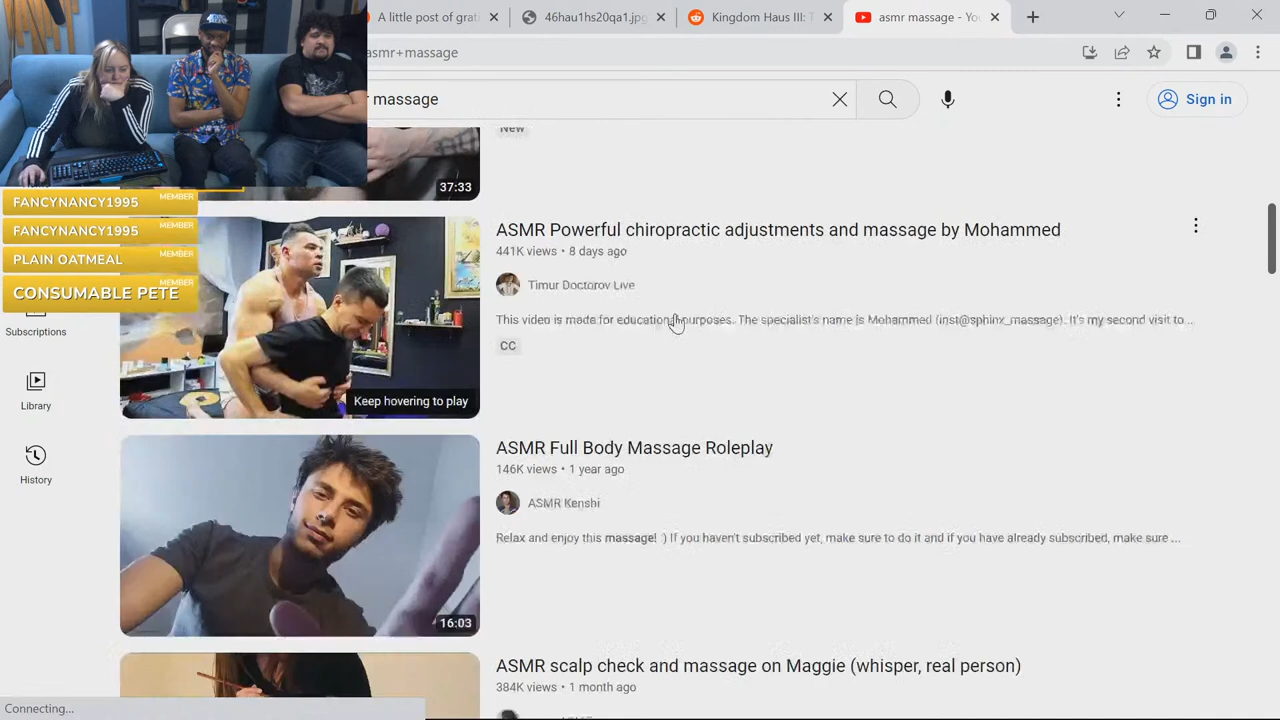 A little post of grat
46hau1hs20qa1.jpg
Kingdom Haus III: T
asmr massage - Yo
asmr+massage
r massage
Sign in
New
37:33
FANCYNANCY1995
MEMBER
FANCYNANCY1995
MEMBER
PLAIN OATMEAL
MEMBER
CONSUMABLE PETE
MEMBER
Subscriptions
Library
History
ASMR Powerful chiropractic adjustments and massage by Mohammed
441K views • 8 days ago
Timur Doctorov Live
This video is made for educational purposes. The specialist's name is Mohammed (inst@sphinx_massage). It's my second visit to ...
CC
Keep hovering to play
ASMR Full Body Massage Roleplay
146K views • 1 year ago
ASMR Kenshi
Relax and enjoy this massage! :) If you haven't subscribed yet, make sure to do it and if you have already subscribed, make sure ...
16:03
ASMR scalp check and massage on Maggie (whisper, real person)
384K views • 1 month ago
Connecting...